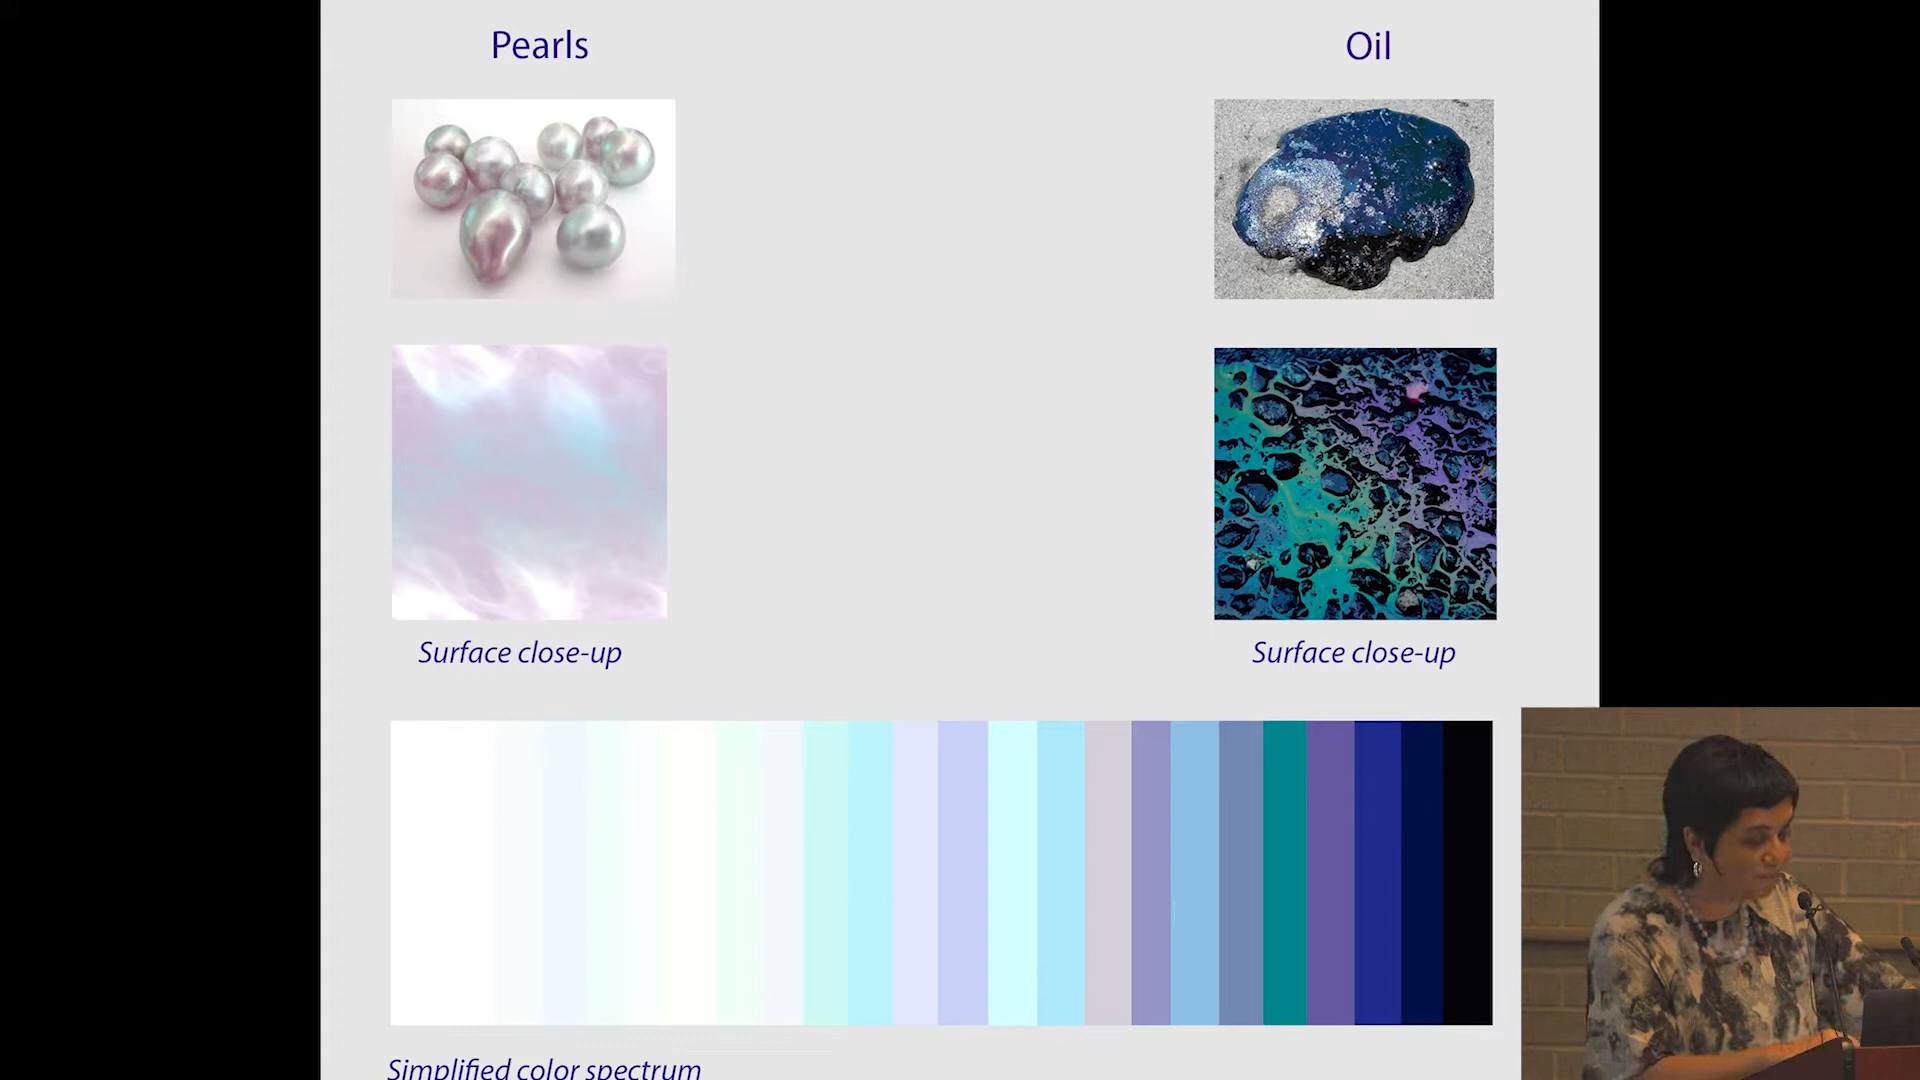 Pearls
Oil
Surface close-up
Surface close-up
Simplified color spectrum